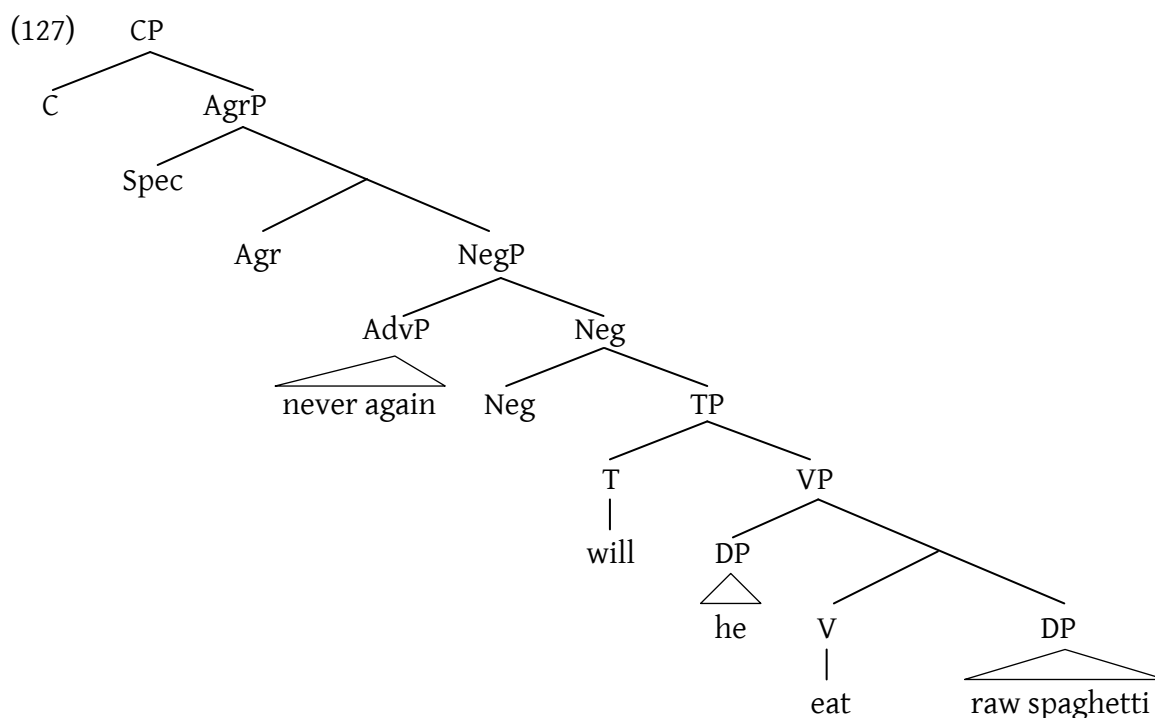 (127) CP
C AgrP
Spec
Agr NegP
AdvP Neg
never again Neg TP
T VP
will DP
he V DP
eat raw spaghetti